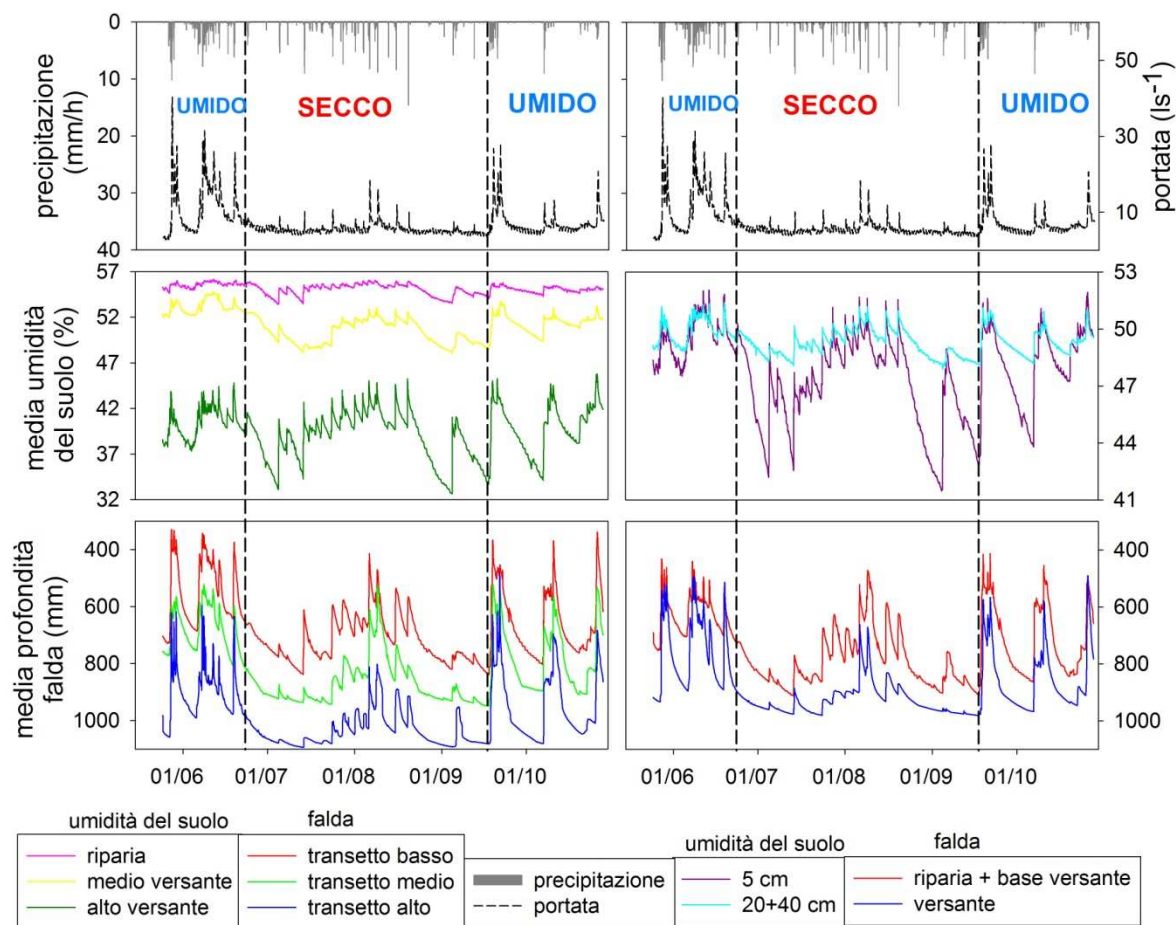 0
10
20
30
40
precipitazione
(mm/h)
UMIDO
SECCO
UMIDO
UMIDO
SECCO
UMIDO
50
30
10
portata (ls⁻¹)
57
52
47
42
37
32
media umidità
del suolo (%)
53
50
47
44
41
400
600
800
1000
media profondità
falda (mm)
400
600
800
1000
01/06 01/07 01/08 01/09 01/10
01/06 01/07 01/08 01/09 01/10
umidità del suolo
riparia
medio versante
alto versante
falda
transetto basso
transetto medio
transetto alto
precipitazione
portata
umidità del suolo
5 cm
20+40 cm
falda
riparia + base versante
versante